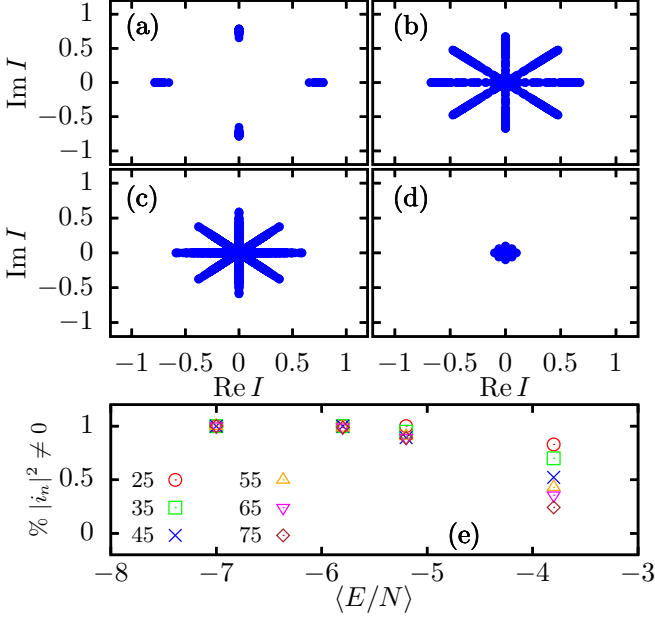 (a) (b)
Im I
1
0.5
0
−0.5
−1
(c) (d)
Im I
1
0.5
0
−0.5
−1
−1 −0.5 0 0.5 1 −1 −0.5 0 0.5 1
Re I Re I
% |i_n|^2 ≠ 0
1
0.5
0
25 55
35 65
45 75
(e)
−8 −7 −6 −5 −4 −3
⟨E/N⟩